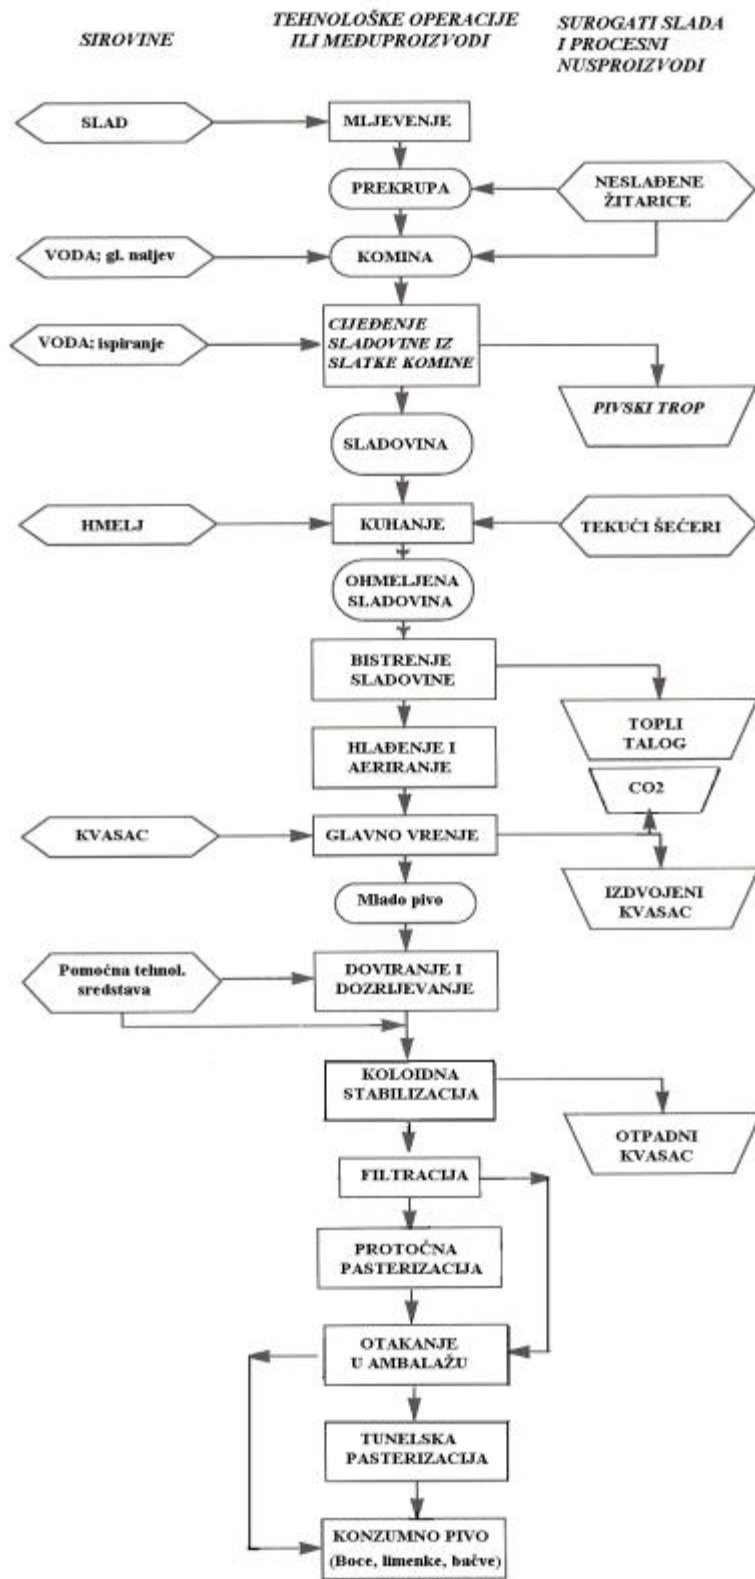 SIROVINE
TEHNOLOŠKE OPERACIJE
ILI MEĐUPROIZVODI
SUROGATI SLADA
I PROCESNI
NUSPROIZVODI
SLAD
MLJEVENJE
PREKRUPA
NESLAĐENE
ŽITARICE
VODA; gl. naljev
KOMINA
VODA; ispiranje
CIJEĐENJE
SLADOVINE IZ
SLATKE KOMINE
PIVSKI TROP
SLADOVINA
HMELJ
KUHANJE
TEKUĆI ŠEĆERI
OHMELJENA
SLADOVINA
BISTRENJE
SLADOVINE
TOPLI
TALOG
HLAĐENJE I
AERIRANJE
CO2
KVASAC
GLAVNO VRENJE
IZDVOJENI
KVASAC
Mlado pivo
Pomoćna tehnol.
sredstava
DOVIRANJE I
DOZRIJEVANJE
KOLOIDNA
STABILIZACIJA
OTPADNI
KVASAC
FILTRACIJA
PROTOČNA
PASTERIZACIJA
OTAKANJE
U AMBALAŽU
TUNELSKA
PASTERIZACIJA
KONZUMNO PIVO
(Boce, limenke, bačve)